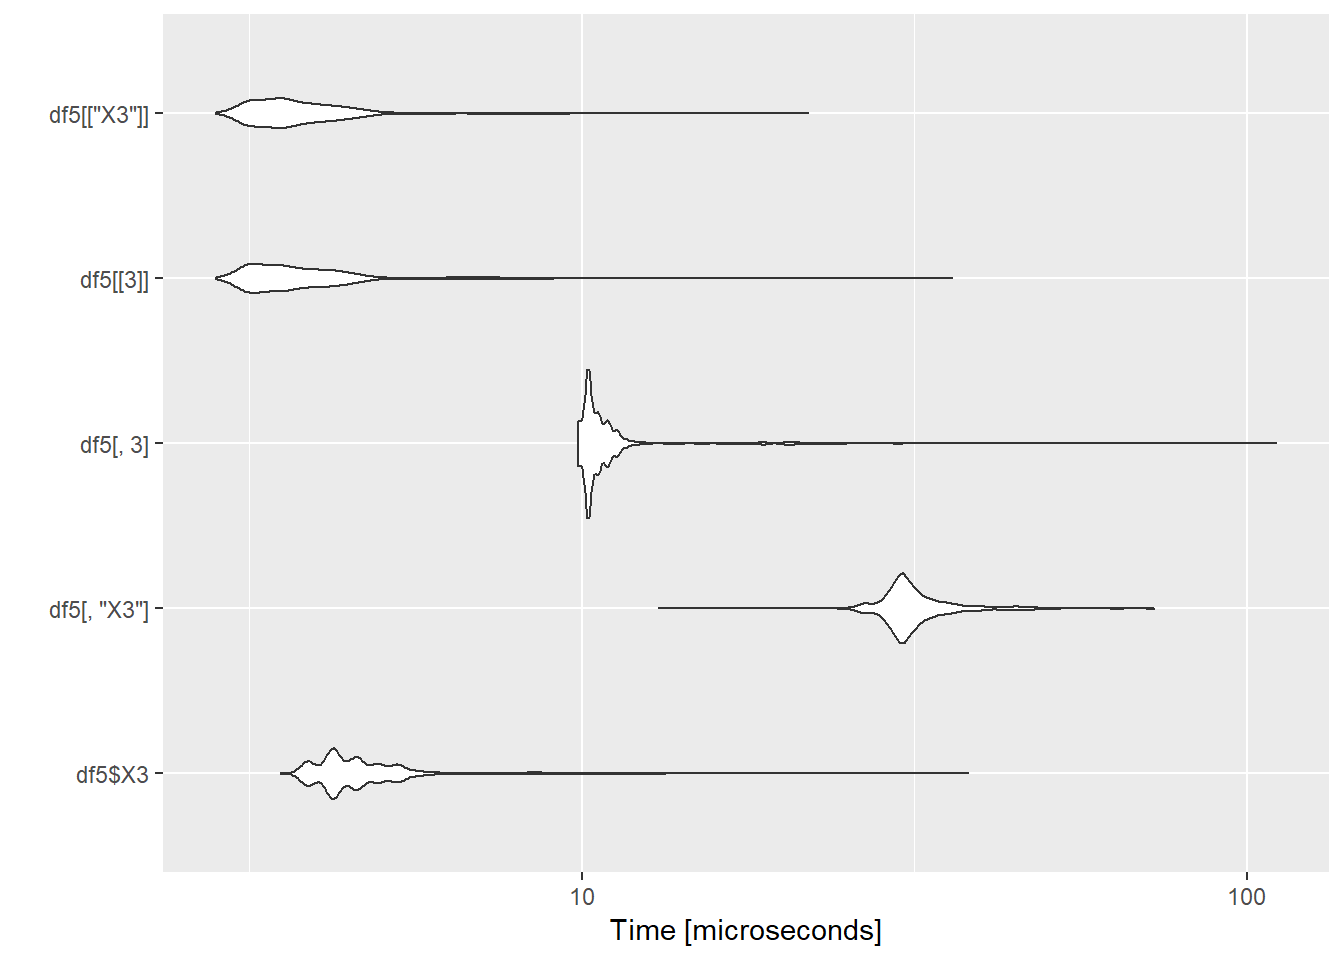 df5[["X3"]]
df5[[3]]
df5[, 3]
df5[, "X3"]
df5$X3
10
100
Time [microseconds]